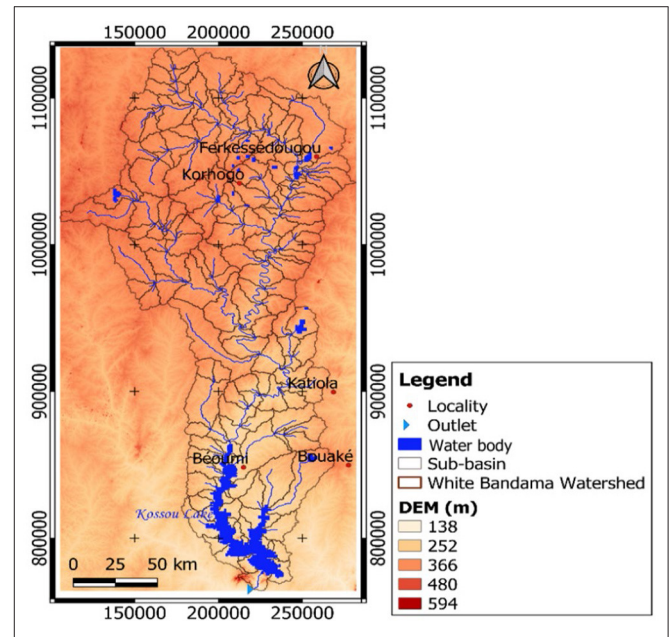 150000 200000 250000
1100000
1100000
Ferkessédougou
Korhogo
1000000
1000000
Katiola
900000
900000
Béoumi
Bouaké
Kossou Lake
800000
800000
0 25 50 km
150000 200000 250000
Legend
Locality
Outlet
Water body
Sub-basin
White Bandama Watershed
DEM (m)
138
252
366
480
594